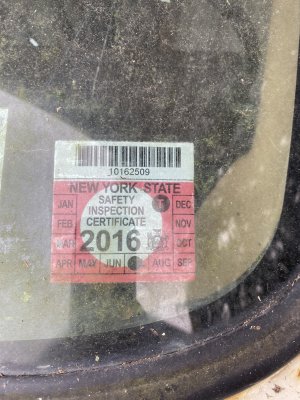 10162509
NEW YORK STATE
JAN SAFETY DEC
FEB INSPECTION NOV
CERTIFICATE
MAR 2016 OCT
APR MAY JUN AUG SEP